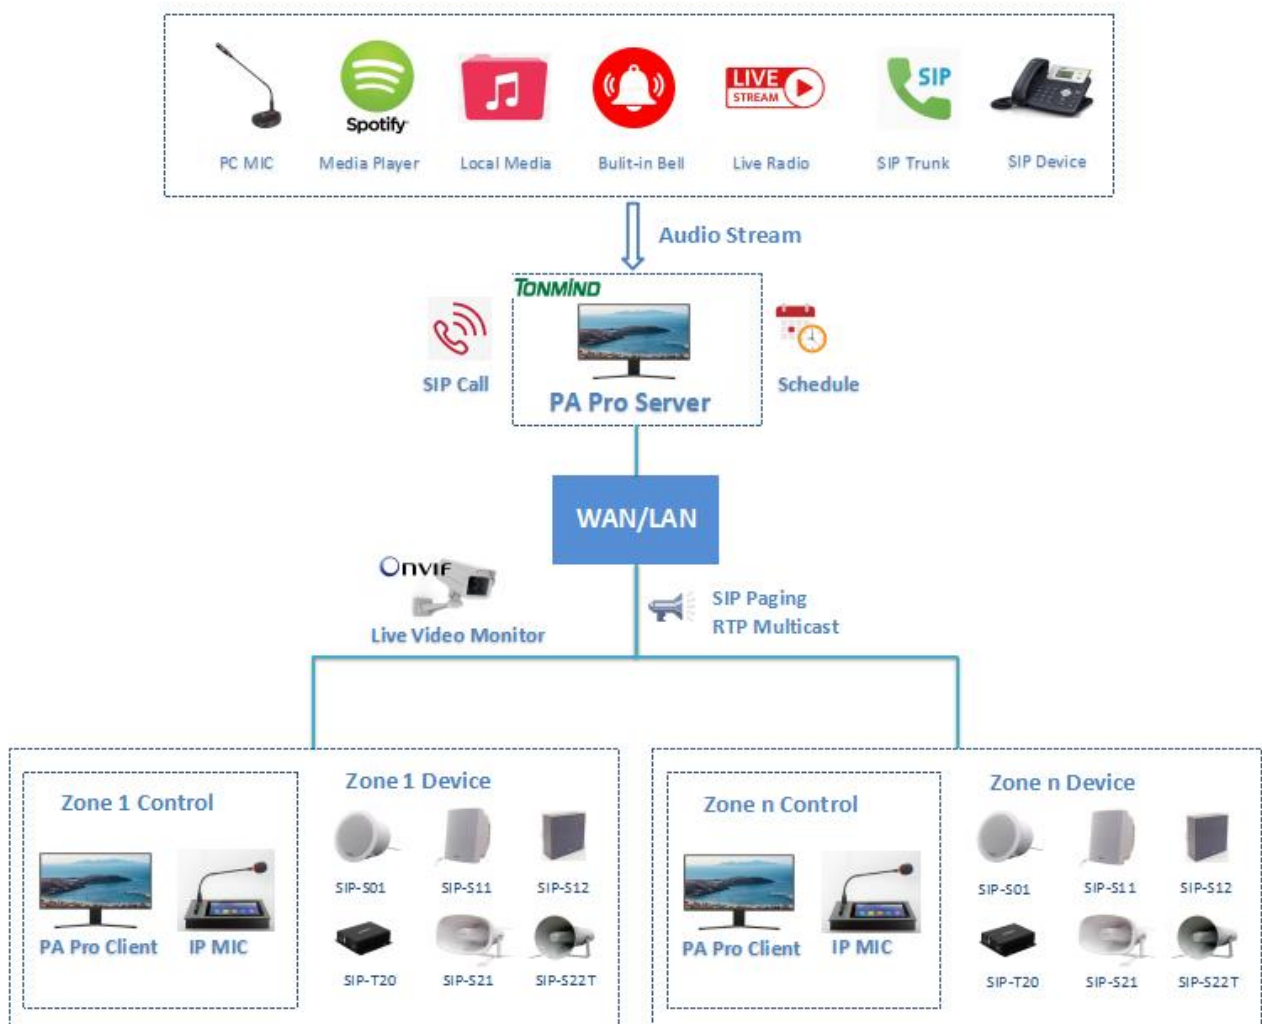 LIVE
STREAM
SIP
Spotify
PC MIC
Media Player
Local Media
Bulit-in Bell
Live Radio
SIP Trunk
SIP Device
Audio Stream
TONMIND
SIP Call
PA Pro Server
Schedule
WAN/LAN
ONVIF
Live Video Monitor
SIP Paging
RTP Multicast
Zone 1 Control
PA Pro Client
IP MIC
Zone 1 Device
SIP-S01
SIP-S11
SIP-S12
SIP-T20
SIP-S21
SIP-S22T
Zone n Control
PA Pro Client
IP MIC
Zone n Device
SIP-S01
SIP-S11
SIP-S12
SIP-T20
SIP-S21
SIP-S22T